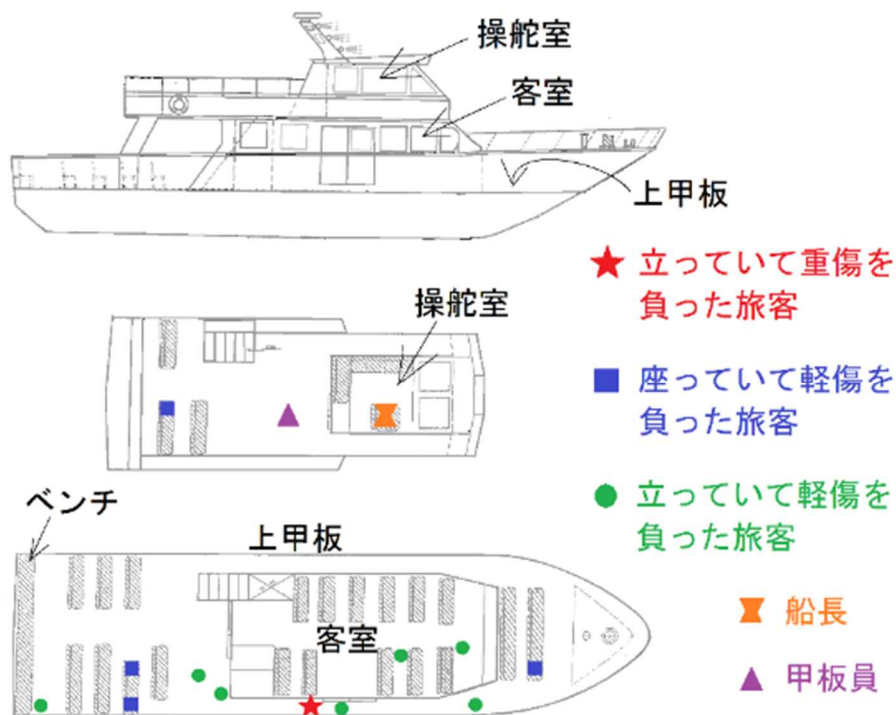 操舵室
客室
上甲板
★ 立っていて重傷を
負った旅客
操舵室
■ 座っていて軽傷を
負った旅客
ベンチ
上甲板
● 立っていて軽傷を
負った旅客
客室
船長
▲ 甲板員